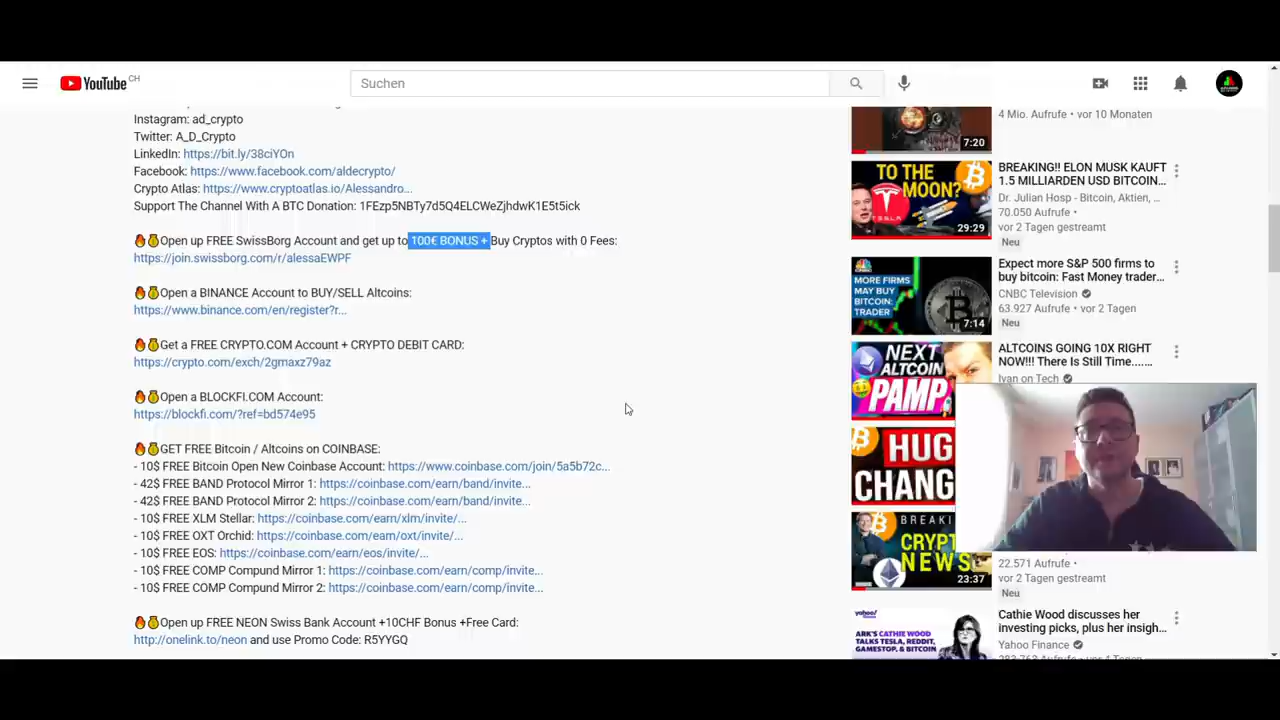 YouTube CH
Suchen
Instagram: ad_crypto
Twitter: A_D_Crypto
LinkedIn: https://bit.ly/38ciYOn
Facebook: https://www.facebook.com/aldecrypto/
Crypto Atlas: https://www.cryptoatlas.io/Alessandro...
Support The Channel With A BTC Donation: 1FEzp5NBTy7d5Q4ELCWeZjhdwK1E5t5ick
🔥💰Open up FREE SwissBorg Account and get up to 100€ BONUS + Buy Cryptos with 0 Fees:
https://join.swissborg.com/r/alessaEWPF
🔥💰Open a BINANCE Account to BUY/SELL Altcoins:
https://www.binance.com/en/register?r...
🔥💰Get a FREE CRYPTO.COM Account + CRYPTO DEBIT CARD:
https://crypto.com/exch/2gmaxz79az
🔥💰Open a BLOCKFI.COM Account:
https://blockfi.com/?ref=bd574e95
🔥💰GET FREE Bitcoin / Altcoins on COINBASE:
- 10$ FREE Bitcoin Open New Coinbase Account: https://www.coinbase.com/join/5a5b72c...
- 42$ FREE BAND Protocol Mirror 1: https://coinbase.com/earn/band/invite...
- 42$ FREE BAND Protocol Mirror 2: https://coinbase.com/earn/band/invite...
- 10$ FREE XLM Stellar: https://coinbase.com/earn/xlm/invite/...
- 10$ FREE OXT Orchid: https://coinbase.com/earn/oxt/invite/...
- 10$ FREE EOS: https://coinbase.com/earn/eos/invite/...
- 10$ FREE COMP Compund Mirror 1: https://coinbase.com/earn/comp/invite...
- 10$ FREE COMP Compund Mirror 2: https://coinbase.com/earn/comp/invite...
🔥💰Open up FREE NEON Swiss Bank Account +10CHF Bonus +Free Card:
http://onelink.to/neon and use Promo Code: R5YYGQ
7:20
4 Mio. Aufrufe • vor 10 Monaten
TO THE
MOON?
TESLA
29:29
BREAKING!! ELON MUSK KAUFT
1.5 MILLIARDEN USD BITCOIN...
Dr. Julian Hosp - Bitcoin, Aktien, ...
70.050 Aufrufe •
vor 2 Tagen gestreamt
Neu
CNBC
MORE FIRMS
MAY BUY
BITCOIN:
TRADER
7:14
Expect more S&P 500 firms to
buy bitcoin: Fast Money trader...
CNBC Television
63.927 Aufrufe • vor 2 Tagen
Neu
NEXT
ALTCOIN
PAMP
ALTCOINS GOING 10X RIGHT
NOW!!! There Is Still Time.....
Ivan on Tech
HUG
CHANG
BREAKI
CRYPT
NEWS
23:37
22.571 Aufrufe •
vor 2 Tagen gestreamt
Neu
yahoo!
ARK'S CATHIE WOOD
TALKS TESLA, REDDIT,
GAMESTOP, & BITCOIN
Cathie Wood discusses her
investing picks, plus her insigh...
Yahoo Finance